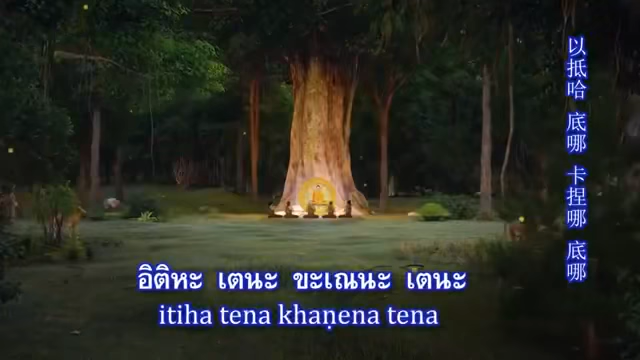 以抵哈 底哪 卡捏哪 底哪
อิติหะ เตนะ ขะเณนะ เตนะ
itiha tena khaṇena tena